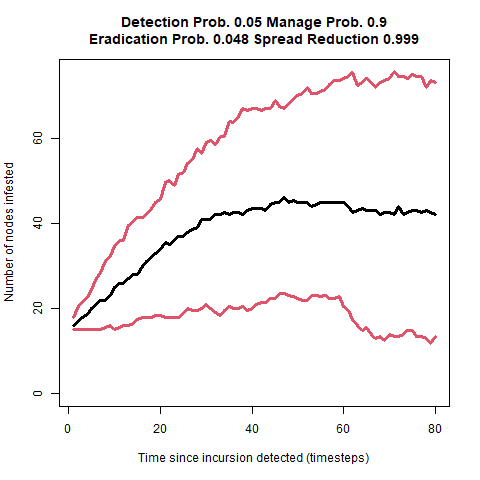 Detection Prob. 0.05 Manage Prob. 0.9
Eradication Prob. 0.048 Spread Reduction 0.999
Number of nodes infested
60
40
20
0
0 20 40 60 80
Time since incursion detected (timesteps)